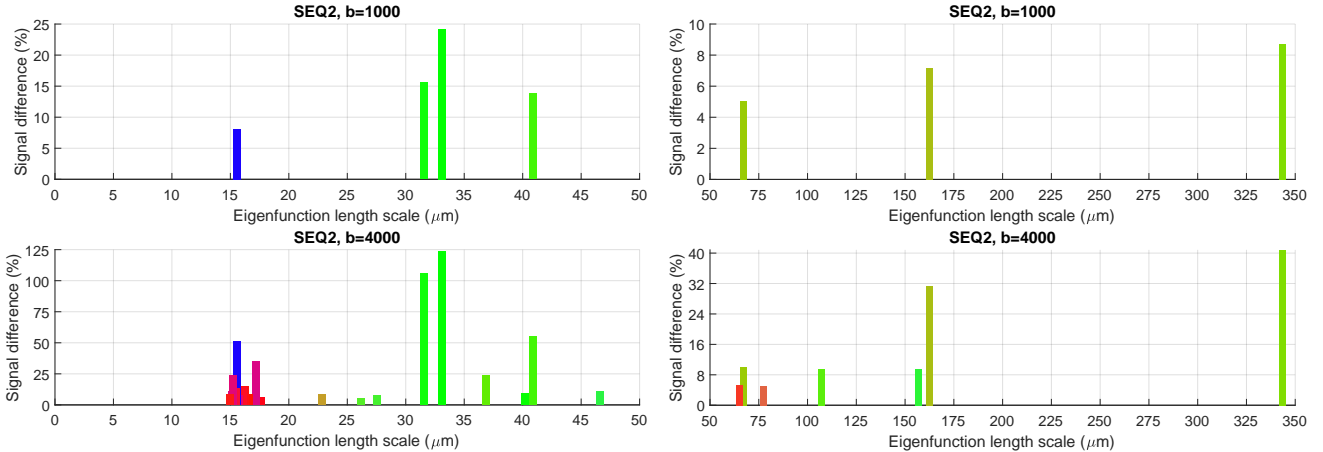 SEQ2, b=1000
Signal difference (%)
25
20
15
10
5
0
0 5 10 15 20 25 30 35 40 45 50
Eigenfunction length scale (μm)
SEQ2, b=1000
Signal difference (%)
10
8
6
4
2
0
50 75 100 125 150 175 200 225 250 275 300 325 350
Eigenfunction length scale (μm)
SEQ2, b=4000
Signal difference (%)
125
100
75
50
25
0
0 5 10 15 20 25 30 35 40 45 50
Eigenfunction length scale (μm)
SEQ2, b=4000
Signal difference (%)
40
32
24
16
8
0
50 75 100 125 150 175 200 225 250 275 300 325 350
Eigenfunction length scale (μm)